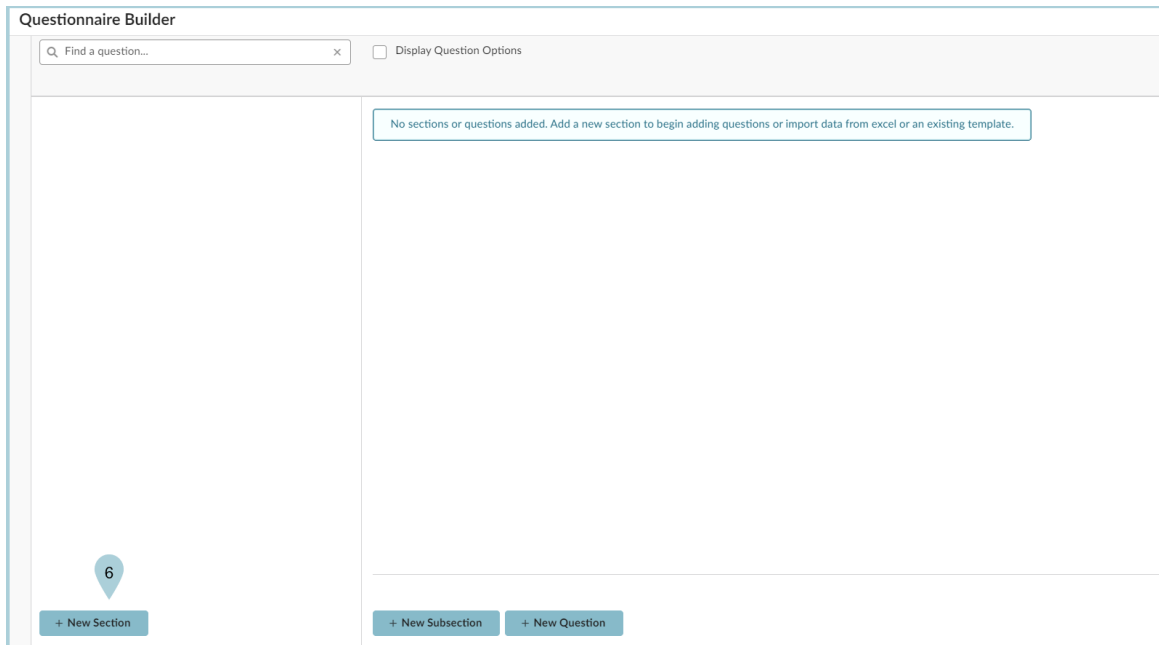 Questionnaire Builder
Find a question...
Display Question Options
No sections or questions added. Add a new section to begin adding questions or import data from excel or an existing template.
6
+ New Section
+ New Subsection
+ New Question